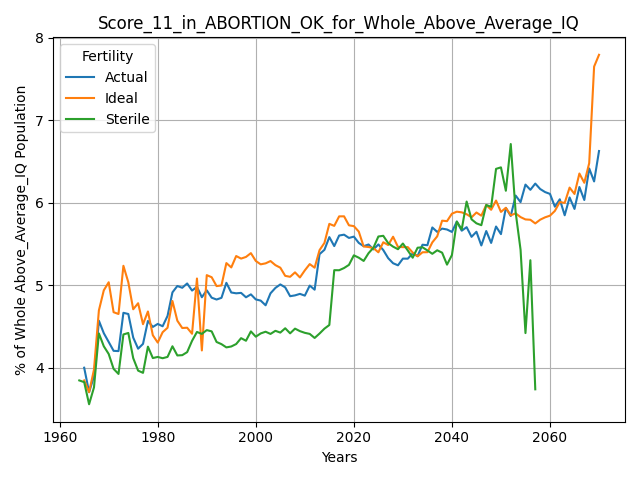 Score_11_in_ABORTION_OK_for_Whole_Above_Average_IQ
% of Whole Above_Average_IQ Population
Fertility
Actual
Ideal
Sterile
8
7
6
5
4
1960
1980
2000
2020
2040
2060
Years